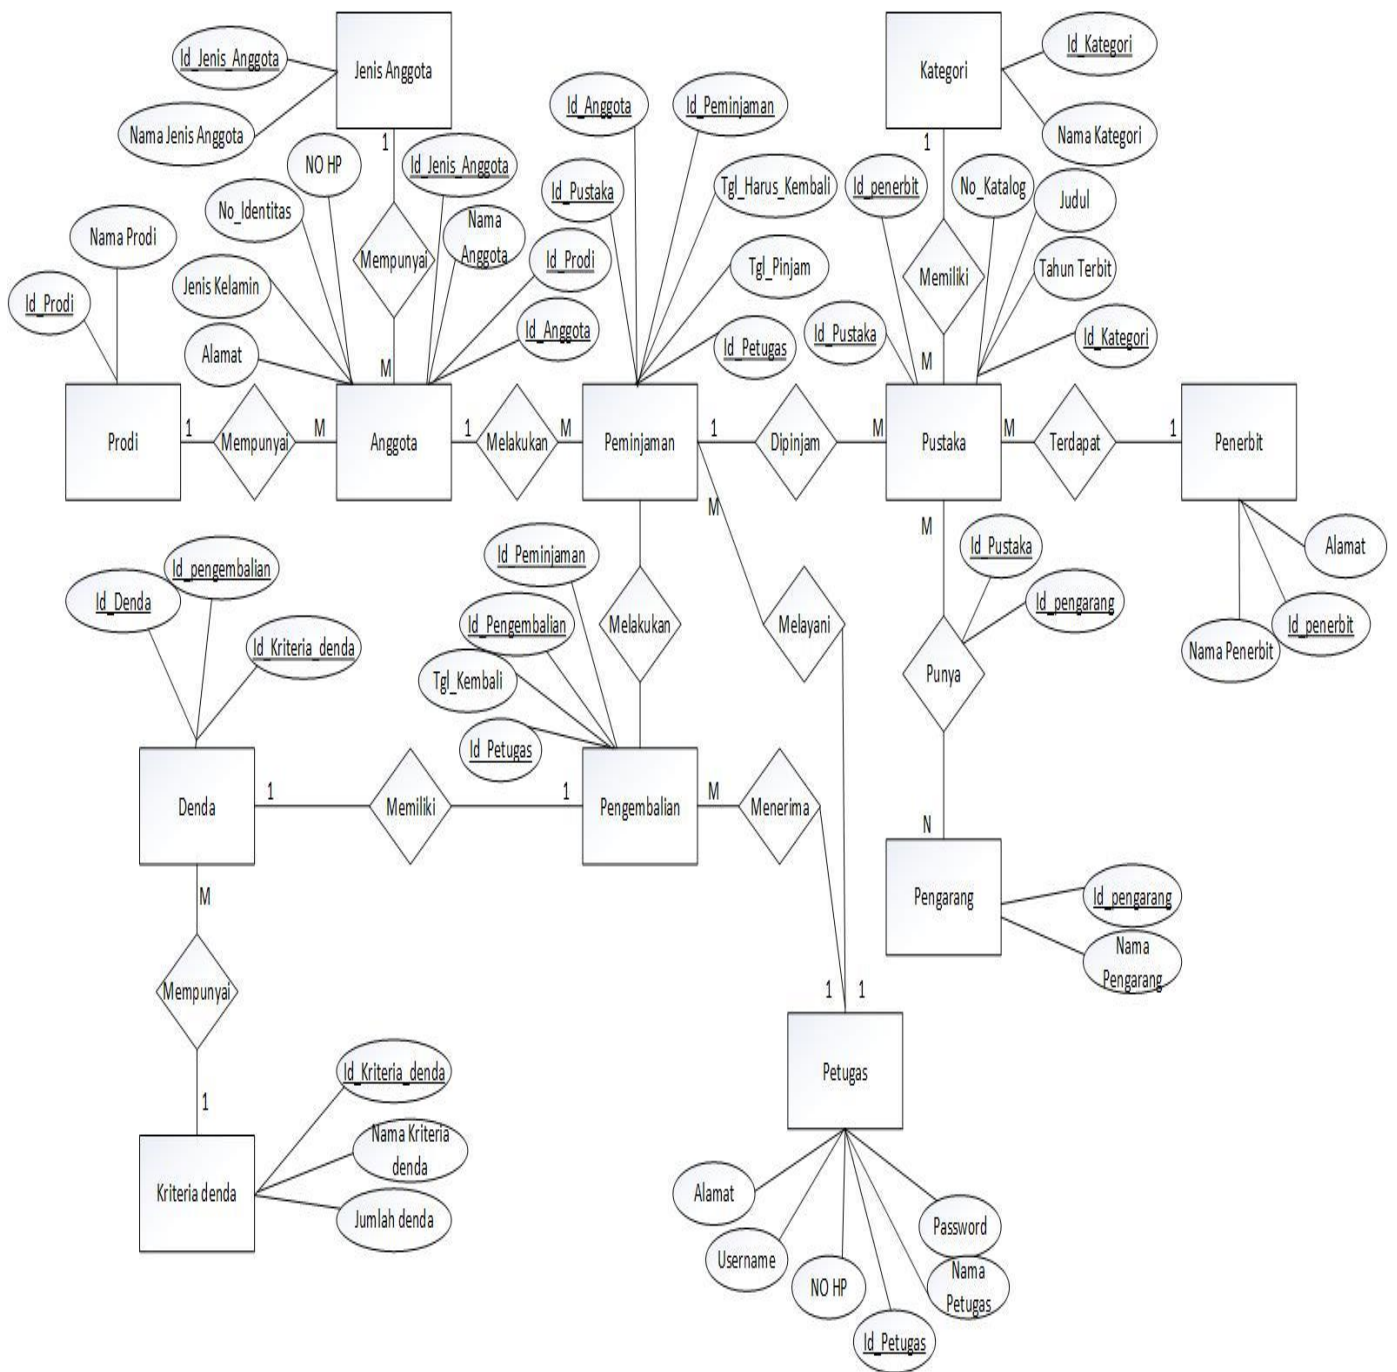 Id_Jenis_Anggota
Jenis Anggota
Nama Jenis Anggota
1
NO HP
Id_Jenis_Anggota
No_Identitas
Nama
Anggota
Mempunyai
Nama Prodi
Id_Prodi
Jenis Kelamin
Id_Prodi
Alamat
Id_Anggota
M
Id_Anggota
Id_Peminjaman
Id_Pustaka
Tgl_Harus_Kembali
Tgl_Pinjam
Id_Petugas
Kategori
Id_Kategori
Nama Kategori
1
Id_penerbit
No_Katalog
Judul
Memiliki
Tahun Terbit
Id_Pustaka
Id_Kategori
M
Prodi
1
Mempunyai
M
Anggota
1
Melakukan
M
Peminjaman
1
Dipinjam
M
Pustaka
M
Terdapat
1
Penerbit
M
M
Alamat
Id_penerbit
Nama Penerbit
Id_Pustaka
Id_pengarang
Punya
Id_pengembalian
Id_Denda
Id_Kriteria_denda
Id_Peminjaman
Id_Pengembalian
Tgl_Kembali
Id_Petugas
Melakukan
Melayani
Denda
1
Memiliki
1
Pengembalian
M
Menerima
N
Pengarang
Id_pengarang
Nama
Pengarang
M
Mempunyai
1
1
1
Petugas
Kriteria denda
Id_Kriteria_denda
Nama Kriteria
denda
Jumlah denda
Alamat
Username
NO HP
Id_Petugas
Nama
Petugas
Password